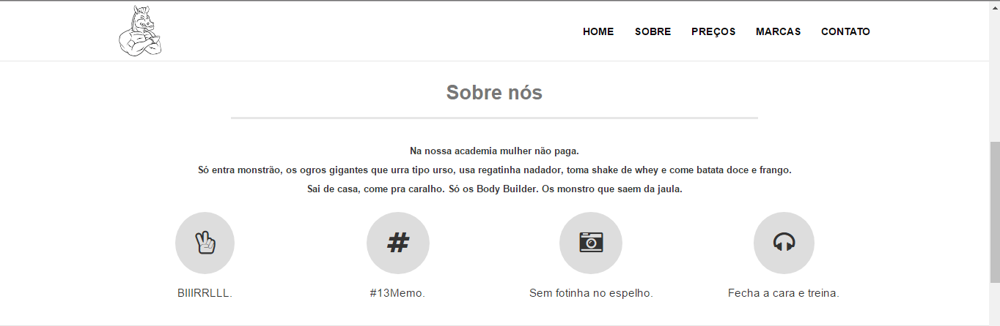 HOME SOBRE PREÇOS MARCAS CONTATO
Sobre nós
Na nossa academia mulher não paga.
Só entra monstrão, os ogros gigantes que urra tipo urso, usa regatinha nadador, toma shake de whey e come batata doce e frango.
Sai de casa, come pra caralho. Só os Body Builder. Os monstro que saem da jaula.
#
BIIIRRLLL. #13Memo. Sem fotinha no espelho. Fecha a cara e treina.